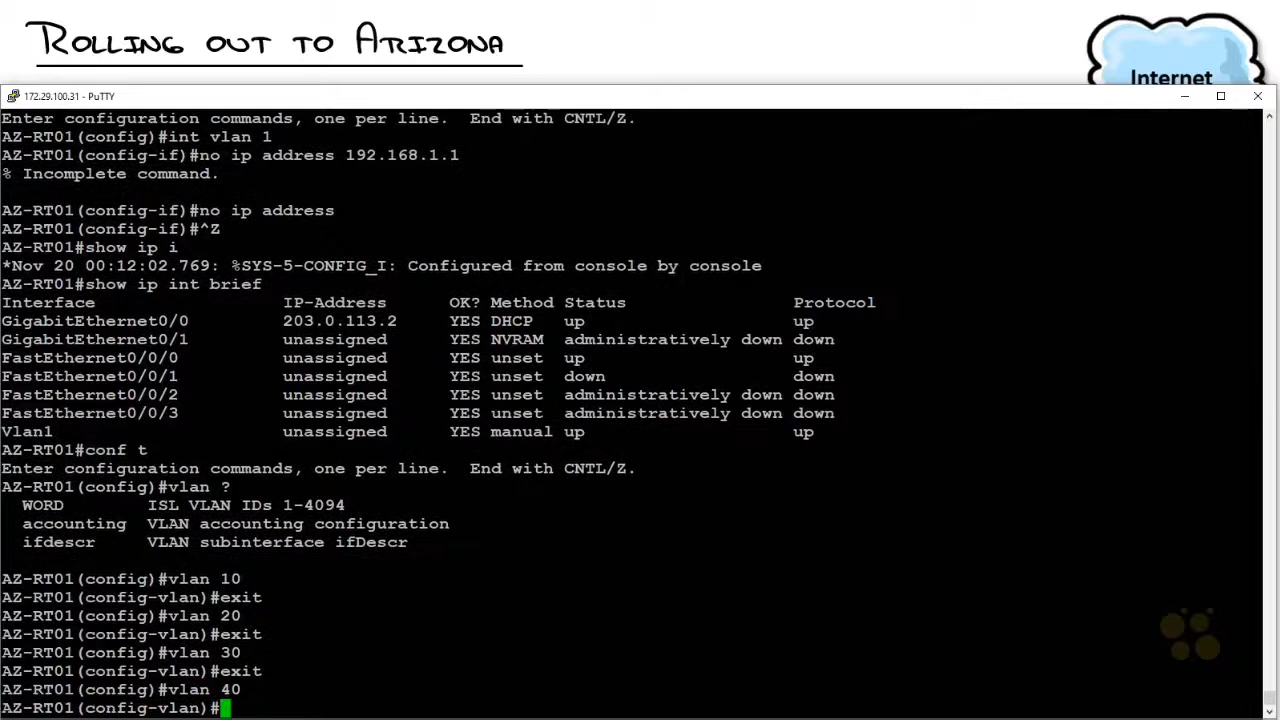 Rolling out to Arizona
Internet
172.29.100.31 - PuTTY
Enter configuration commands, one per line.  End with CNTL/Z.
AZ-RT01(config)#int vlan 1
AZ-RT01(config-if)#no ip address 192.168.1.1
% Incomplete command.
AZ-RT01(config-if)#no ip address
AZ-RT01(config-if)#^Z
AZ-RT01#show ip i
*Nov 20 00:12:02.769: %SYS-5-CONFIG_I: Configured from console by console
AZ-RT01#show ip int brief
Interface                  IP-Address      OK? Method Status                Protocol
GigabitEthernet0/0         203.0.113.2     YES DHCP   up                    up
GigabitEthernet0/1         unassigned      YES NVRAM  administratively down down
FastEthernet0/0/0          unassigned      YES unset  up                    up
FastEthernet0/0/1          unassigned      YES unset  down                  down
FastEthernet0/0/2          unassigned      YES unset  administratively down down
FastEthernet0/0/3          unassigned      YES unset  administratively down down
Vlan1                      unassigned      YES manual up                    up
AZ-RT01#conf t
Enter configuration commands, one per line.  End with CNTL/Z.
AZ-RT01(config)#vlan ?
  WORD        ISL VLAN IDs 1-4094
  accounting  VLAN accounting configuration
  ifdescr     VLAN subinterface ifDescr
AZ-RT01(config)#vlan 10
AZ-RT01(config-vlan)#exit
AZ-RT01(config)#vlan 20
AZ-RT01(config-vlan)#exit
AZ-RT01(config)#vlan 30
AZ-RT01(config-vlan)#exit
AZ-RT01(config)#vlan 40
AZ-RT01(config-vlan)#